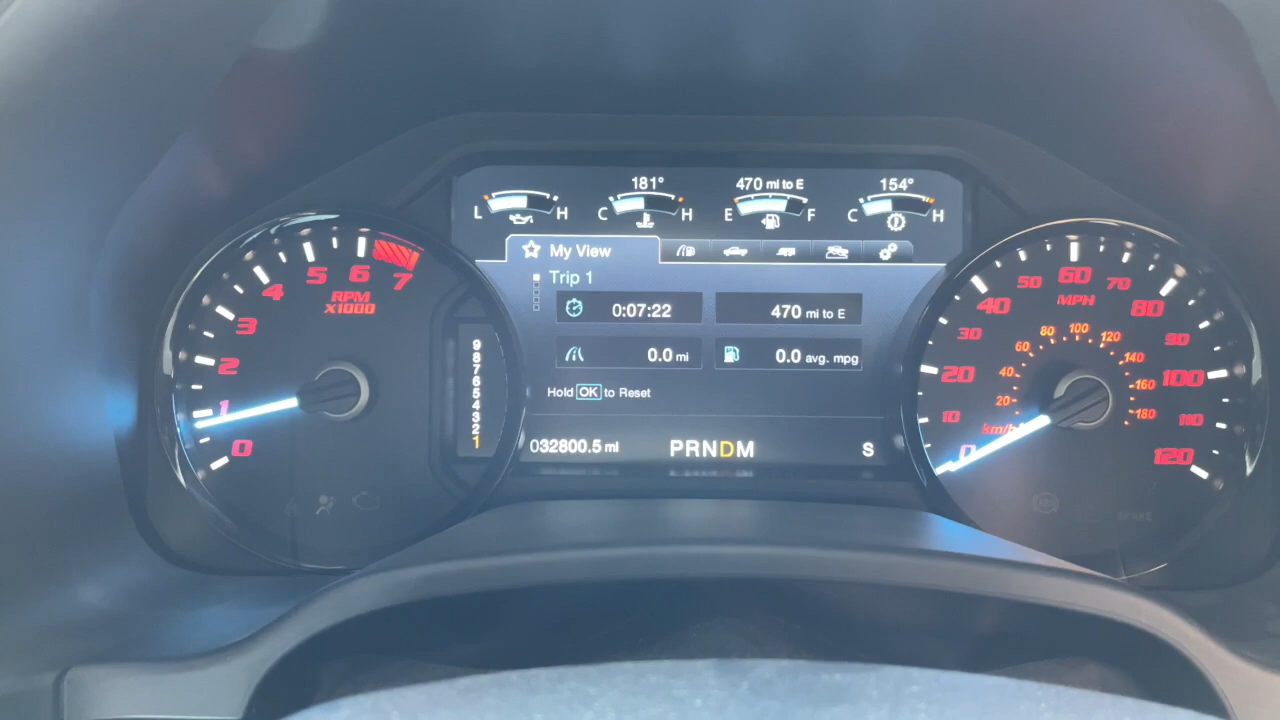 181°
470 mi to E
154°
L H
C H
E F
C H
My View
Trip 1
0:07:22
470 mi to E
0.0 mi
0.0 avg. mpg
Hold OK to Reset
032800.5 mi
PRNDM
S
0
1
2
3
4
5
6
7
RPM
X1000
9
8
7
6
5
4
3
2
1
0
10
20
30
40
50
60
70
80
90
100
110
120
MPH
20
40
60
80
100
120
140
160
180
km/h
BRAKE